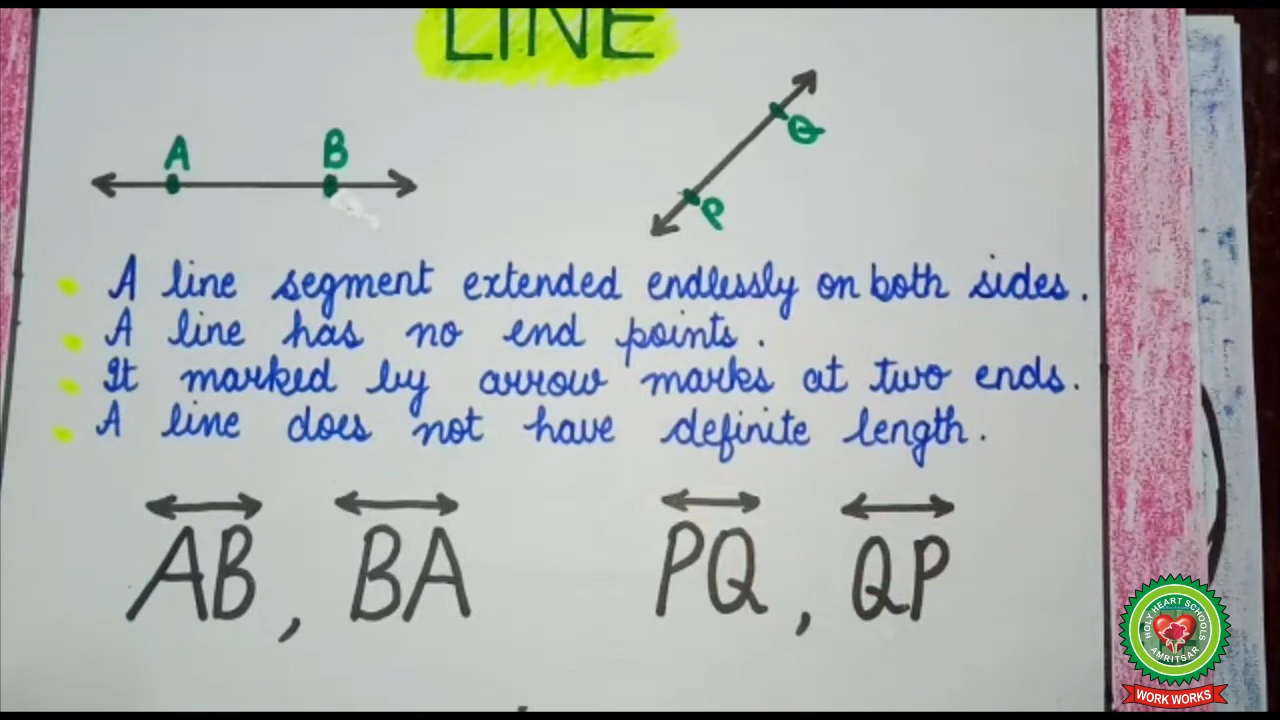 LINE
A
B
Q
P
A line segment extended endlessly on both sides.
A line has no end points.
It marked by arrow marks at two ends.
A line does not have definite length.
AB, BA PQ, QP
HOLY HEART SCHOOLS
AMRITSAR
WORK WORKS